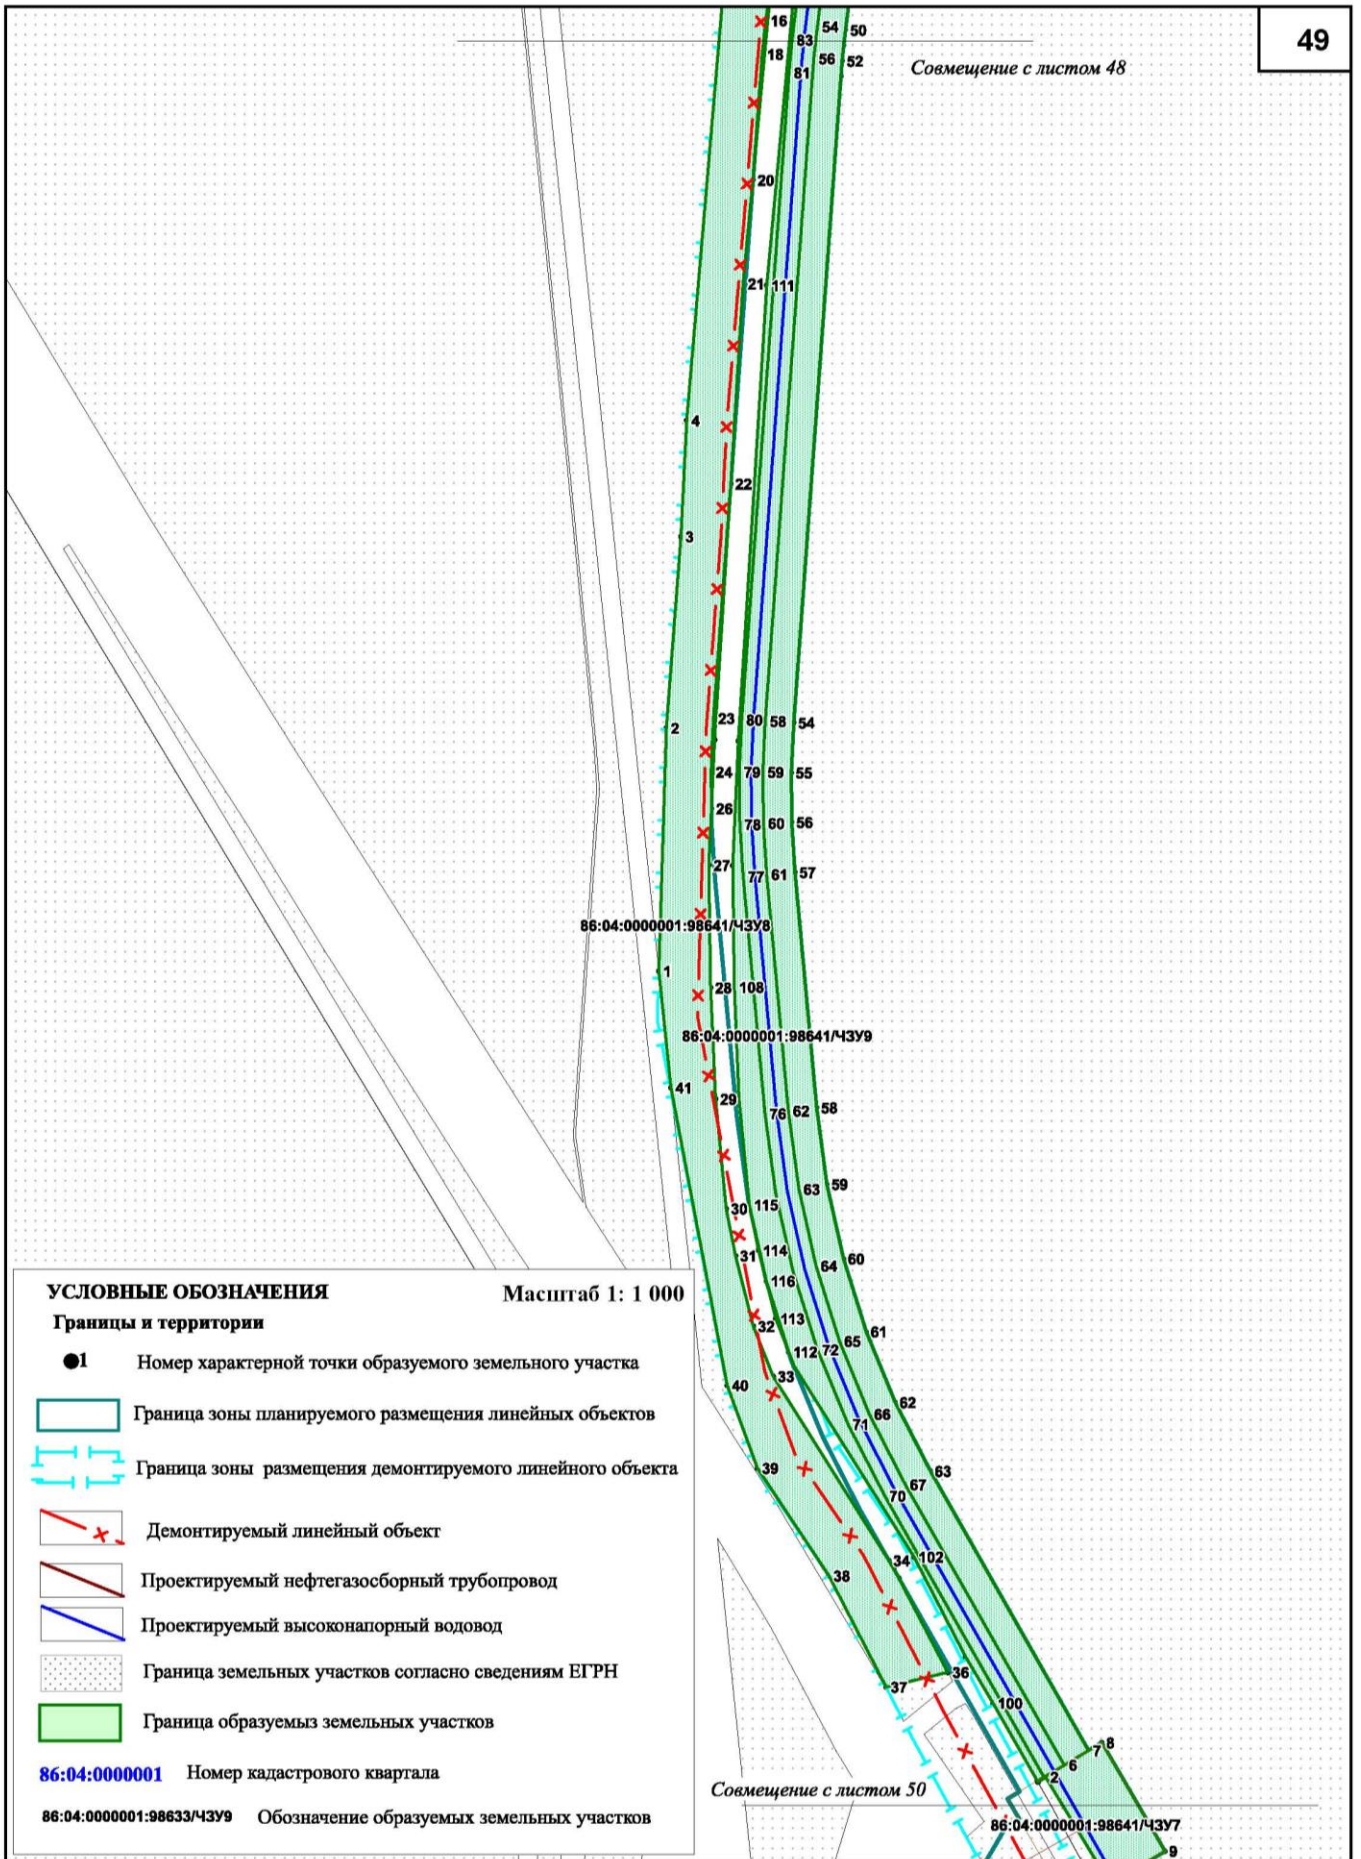 49
16
54 50
83
18
56 52
81
Совмещение с листом 48
20
21 111
4
22
3
2
23 80 58 54
24 79 59 55
26
78 60 56
27
77 61 57
86:04:0000001:98641/ЧЗУ8
1
28 108
86:04:0000001:98641/ЧЗУ9
41
29
76 62 58
63 59
30 115
31 114
64 60
116
32 113
61
65
112 72
33
40
62
66
71
39
63
67
70
34 102
38
36
37
100
8
7
6
2
Совмещение с листом 50
86:04:0000001:98641/ЧЗУ7
9
УСЛОВНЫЕ ОБОЗНАЧЕНИЯ
Масштаб 1: 1 000
Границы и территории
1 Номер характерной точки образуемого земельного участка
Граница зоны планируемого размещения линейных объектов
Граница зоны размещения демонтируемого линейного объекта
Демонтируемый линейный объект
Проектируемый нефтегазосборный трубопровод
Проектируемый высоконапорный водовод
Граница земельных участков согласно сведениям ЕГРН
Граница образуемыз земельных участков
86:04:0000001 Номер кадастрового квартала
86:04:0000001:98633/ЧЗУ9 Обозначение образуемых земельных участков